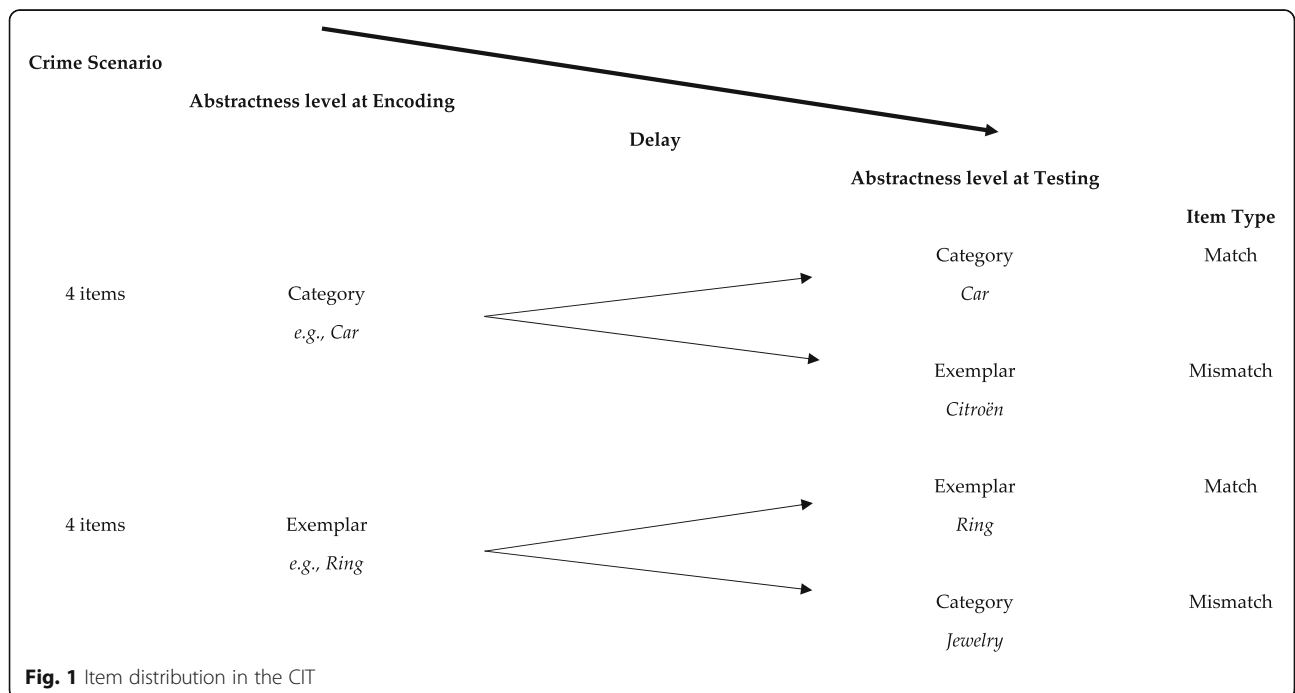 Crime Scenario
Abstractness level at Encoding
Delay
Abstractness level at Testing
Item Type
Category Match
4 items Category Car
e.g., Car
Exemplar Mismatch
Citroën
Exemplar Match
4 items Exemplar Ring
e.g., Ring
Category Mismatch
Jewelry
Fig. 1 Item distribution in the CIT